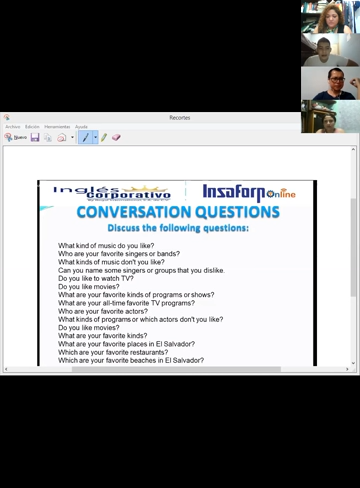 Recortes
Archivo Edición Herramientas Ayuda
Nuevo
Inglés Corporativo
Insaforp Online
CONVERSATION QUESTIONS
Discuss the following questions:
What kind of music do you like?
Who are your favorite singers or bands?
What kinds of music don't you like?
Can you name some singers or groups that you dislike.
Do you like to watch TV?
Do you like movies?
What are your favorite kinds of programs or shows?
What are your all-time favorite TV programs?
Who are your favorite actors?
What kinds of programs or which actors don't you like?
Do you like movies?
What are your favorite kinds?
What are your favorite places in El Salvador?
Which are your favorite restaurants?
Which are your favorite beaches in El Salvador?